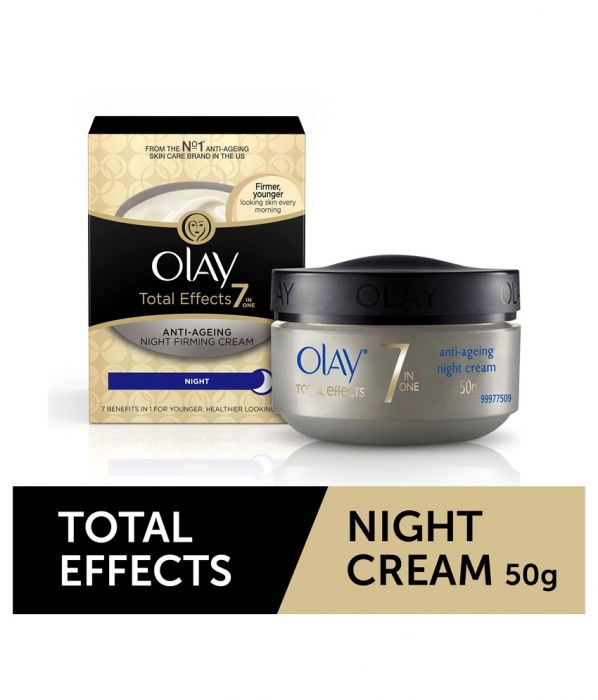 FROM THE Nº1* ANTI-AGEING
SKIN CARE BRAND IN THE US
Firmer,
younger
looking skin every
morning
OLAY
Total Effects 7 IN ONE
ANTI-AGEING
NIGHT FIRMING CREAM
NIGHT
7 BENEFITS IN 1 FOR YOUNGER, HEALTHIER LOOKING
OLAY OLAY OLAY
OLAY®
TOTAL effects
7 IN ONE
anti-ageing
night cream
50g
99977509
TOTAL
EFFECTS
NIGHT
CREAM 50g